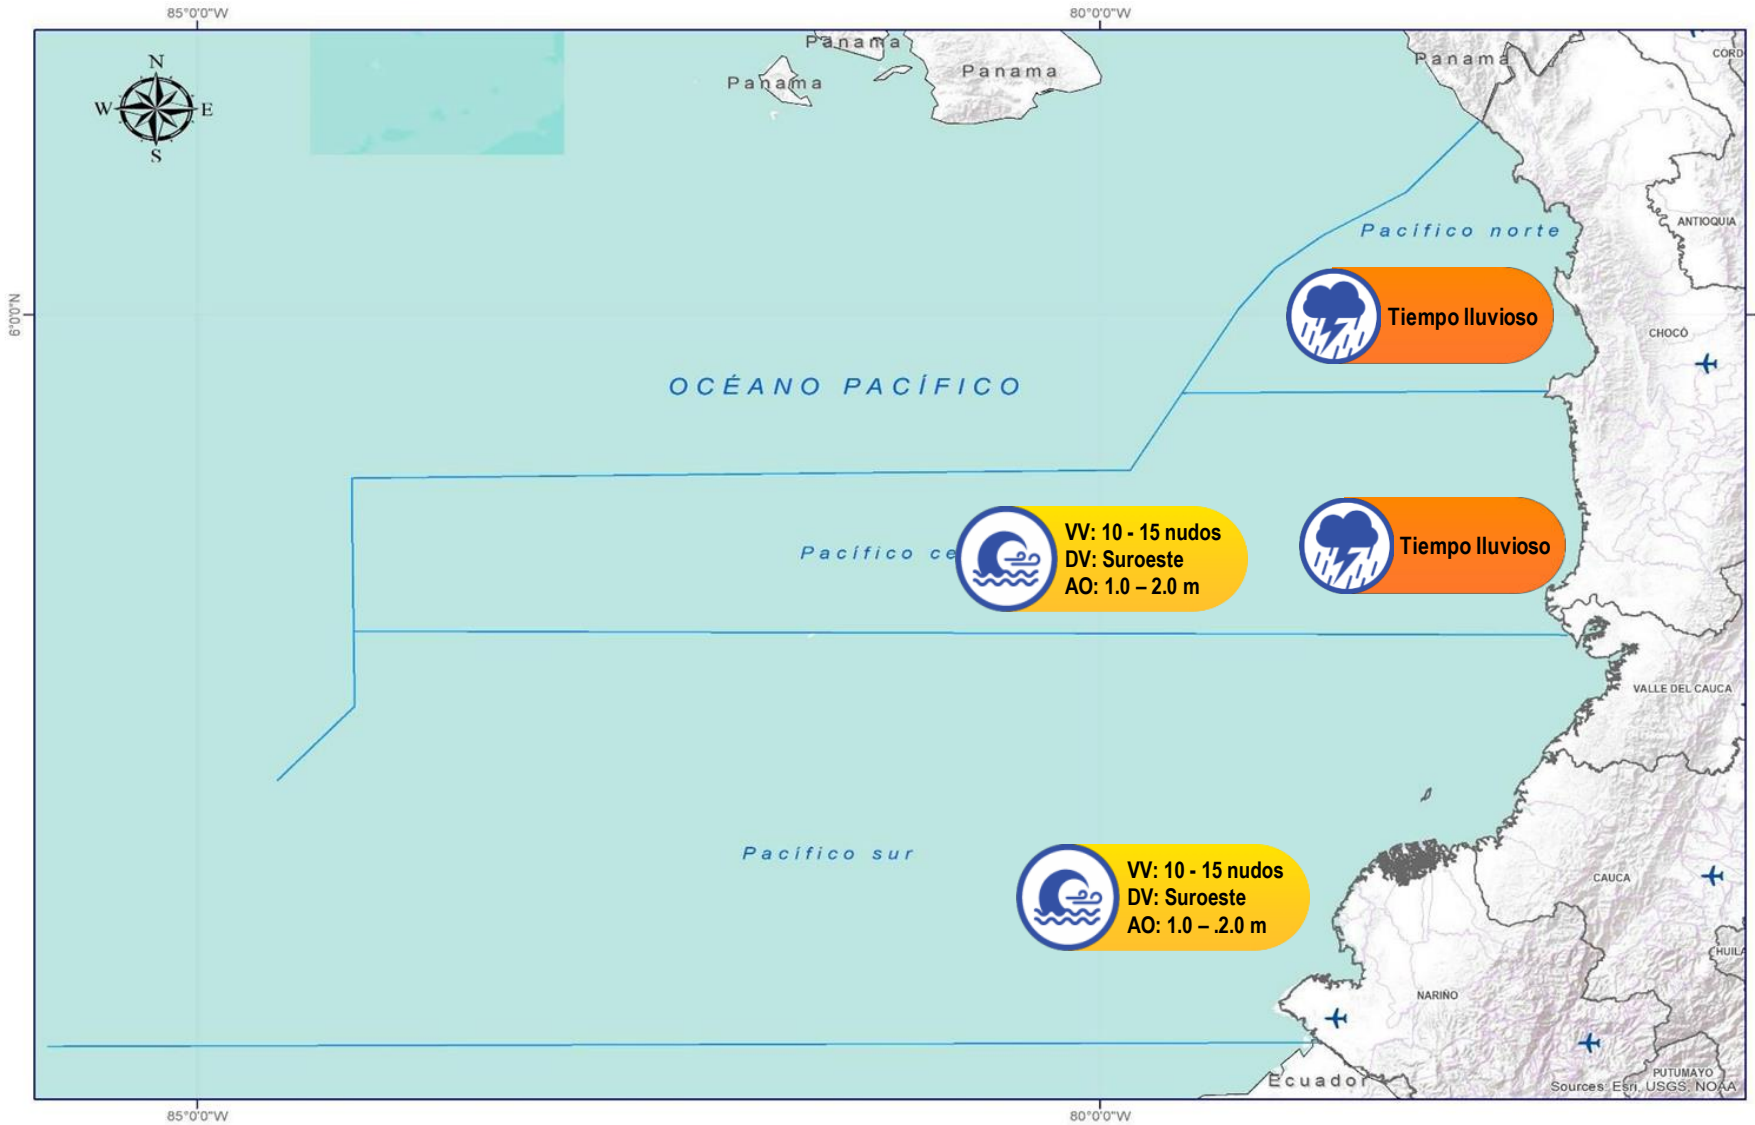 85°0'0"W
80°0'0"W
Panama
Panama
Panama
Panama
CORD
N
W
E
S
ANTIOQUIA
Pacífico norte
6°0'0"N
Tiempo lluvioso
CHOCÓ
OCÉANO PACÍFICO
VV: 10 - 15 nudos
DV: Suroeste
AO: 1.0 – 2.0 m
Pacífico ce
Tiempo lluvioso
VALLE DEL CAUCA
Pacífico sur
VV: 10 - 15 nudos
DV: Suroeste
AO: 1.0 – .2.0 m
CAUCA
HUILA
NARIÑO
Ecuador
PUTUMAYO
Sources: Esri, USGS, NOAA
85°0'0"W
80°0'0"W